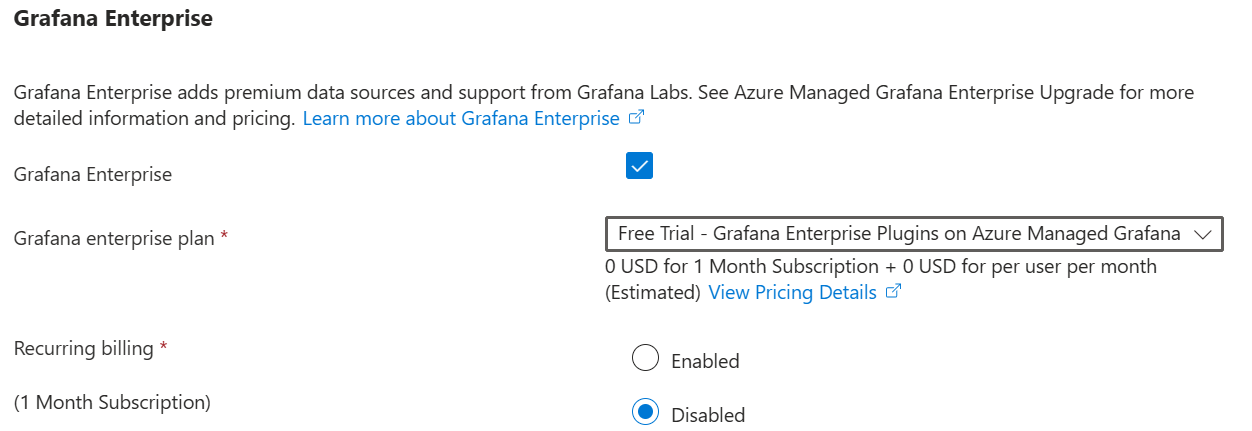 Grafana Enterprise
Grafana Enterprise adds premium data sources and support from Grafana Labs. See Azure Managed Grafana Enterprise Upgrade for more
detailed information and pricing. Learn more about Grafana Enterprise
Grafana Enterprise
Grafana enterprise plan *
Free Trial - Grafana Enterprise Plugins on Azure Managed Grafana
0 USD for 1 Month Subscription + 0 USD for per user per month
(Estimated) View Pricing Details
Recurring billing *
Enabled
(1 Month Subscription)
Disabled